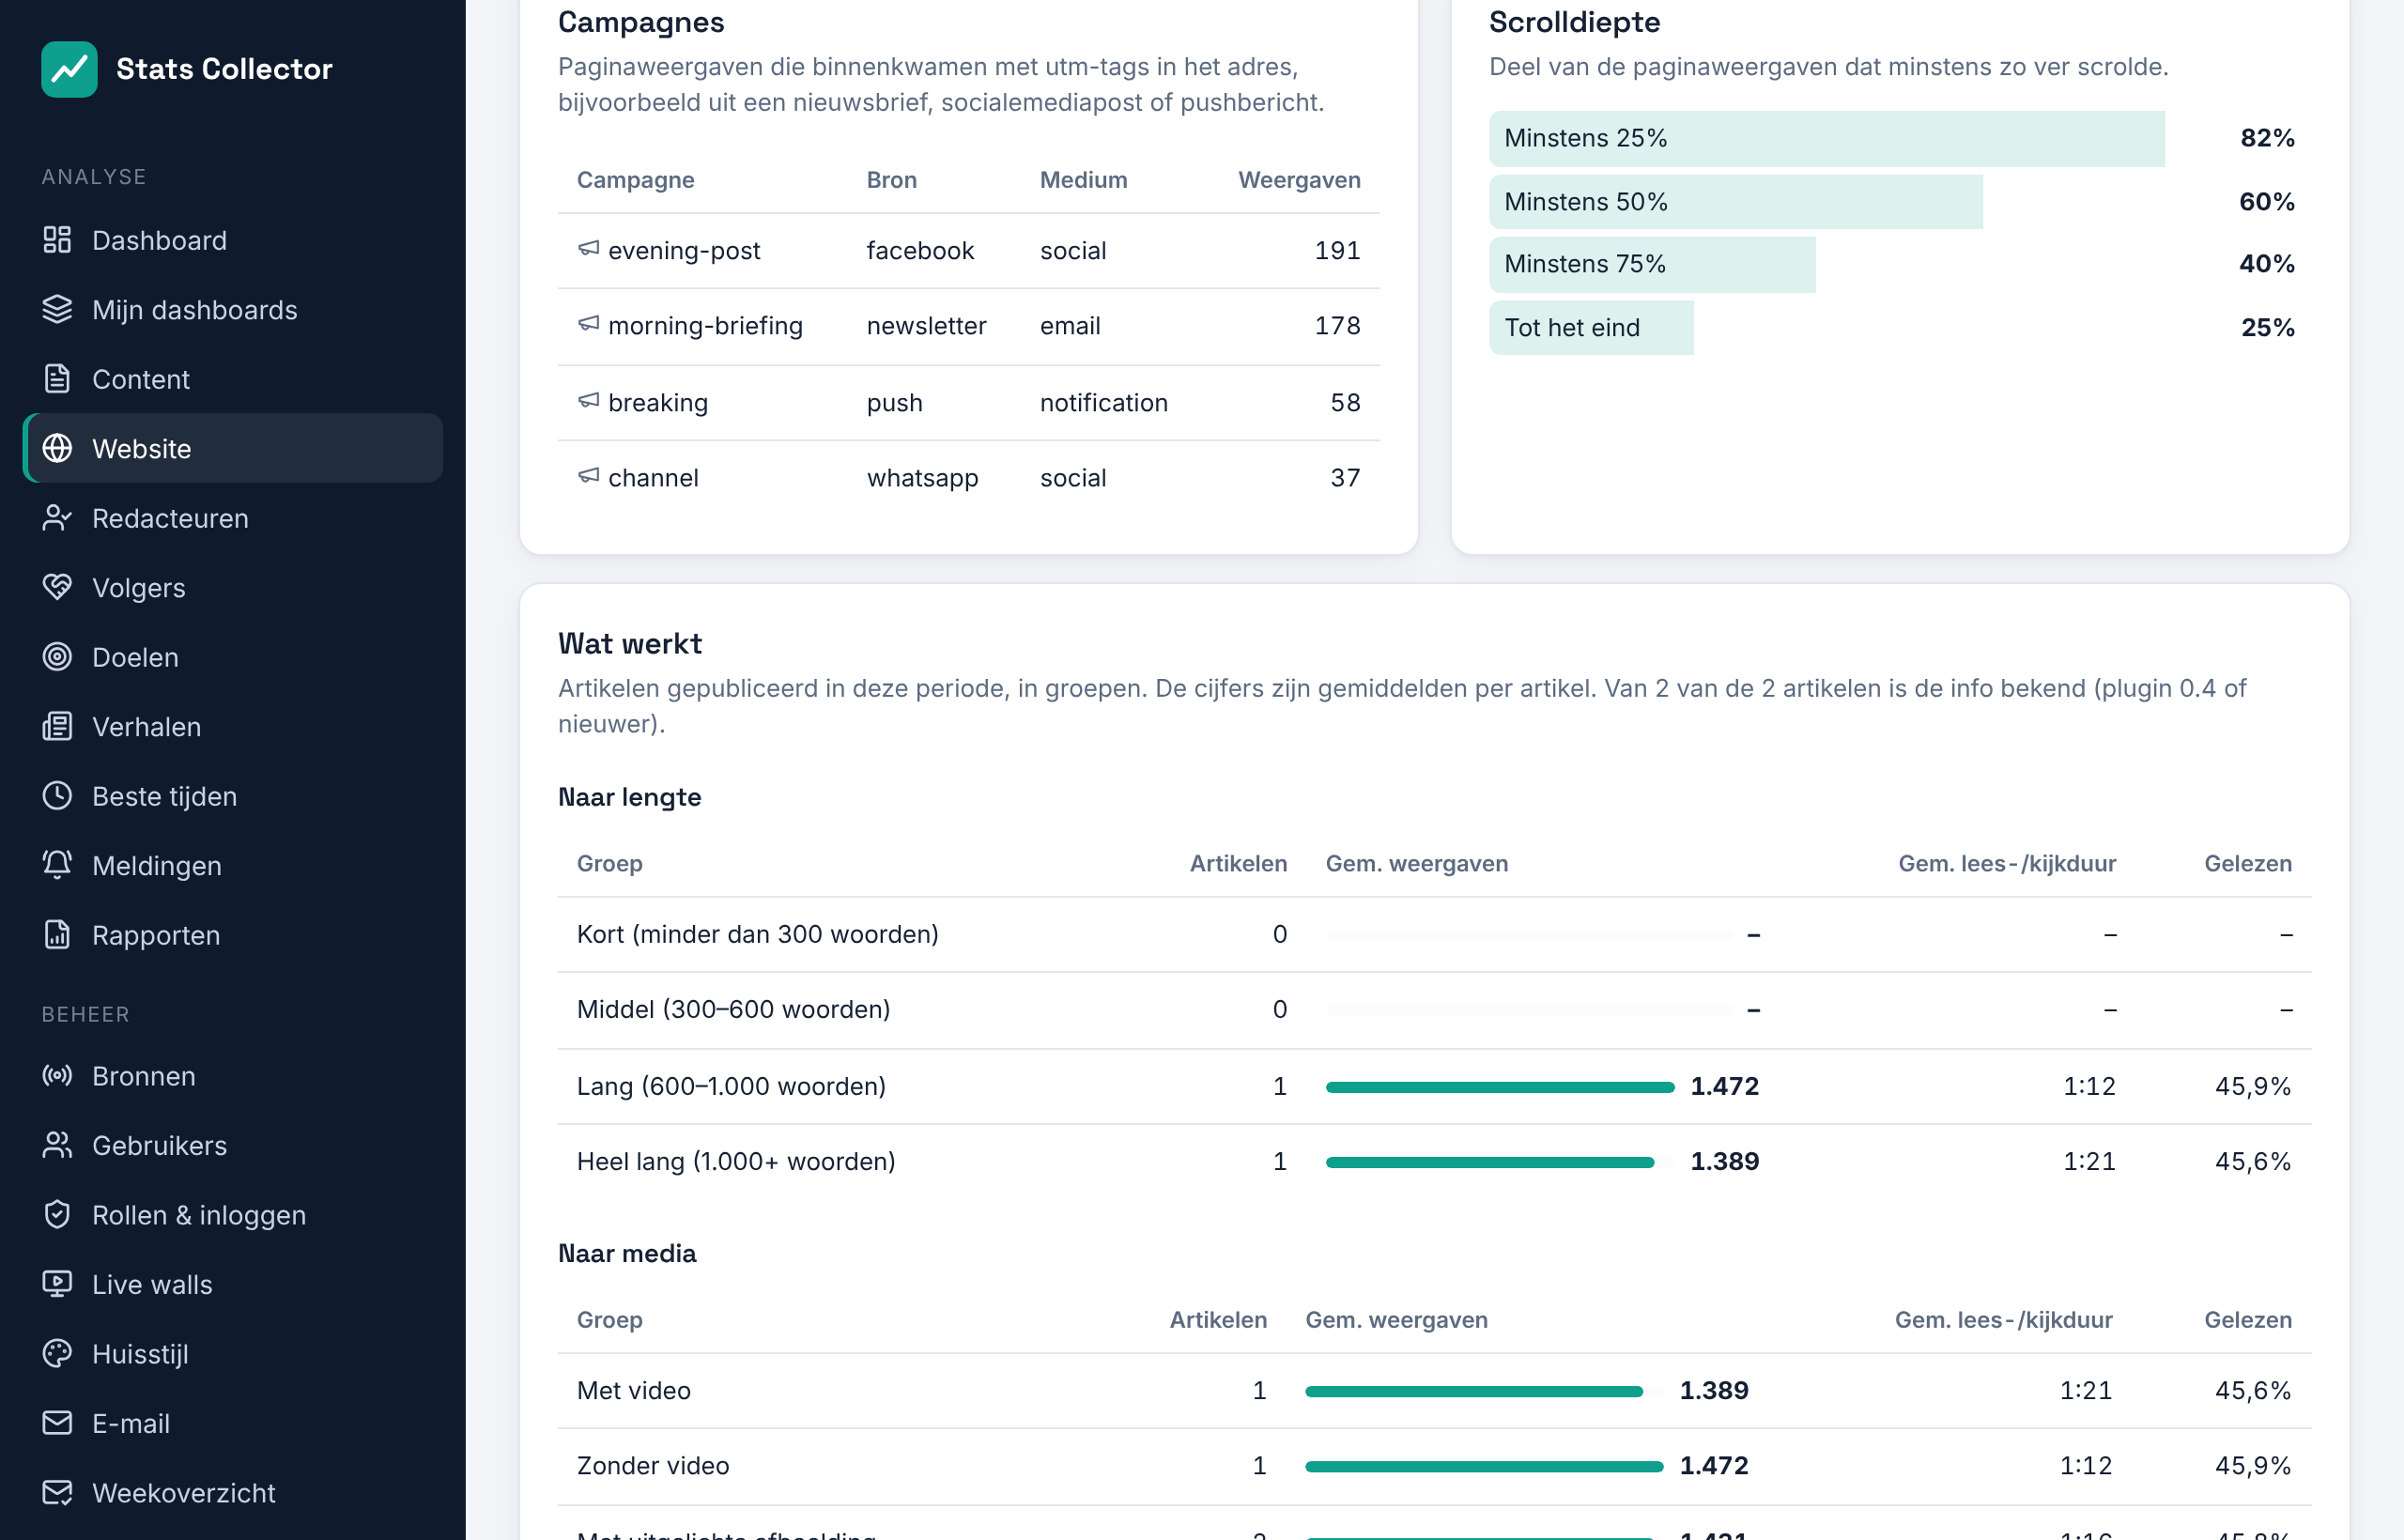 Stats Collector
ANALYSE
Dashboard
Mijn dashboards
Content
Website
Redacteuren
Volgers
Doelen
Verhalen
Beste tijden
Meldingen
Rapporten
BEHEER
Bronnen
Gebruikers
Rollen & inloggen
Live walls
Huisstijl
E-mail
Weekoverzicht
Campagnes
Paginaweergaven die binnenkwamen met utm-tags in het adres,
bijvoorbeeld uit een nieuwsbrief, socialemediapost of pushbericht.
Campagne Bron Medium Weergaven
evening-post facebook social 191
morning-briefing newsletter email 178
breaking push notification 58
channel whatsapp social 37
Scrolldiepte
Deel van de paginaweergaven dat minstens zo ver scrolde.
Minstens 25% 82%
Minstens 50% 60%
Minstens 75% 40%
Tot het eind 25%
Wat werkt
Artikelen gepubliceerd in deze periode, in groepen. De cijfers zijn gemiddelden per artikel. Van 2 van de 2 artikelen is de info bekend (plugin 0.4 of
nieuwer).
Naar lengte
Groep Artikelen Gem. weergaven Gem. lees-/kijkduur Gelezen
Kort (minder dan 300 woorden) 0 – – –
Middel (300–600 woorden) 0 – – –
Lang (600–1.000 woorden) 1 1.472 1:12 45,9%
Heel lang (1.000+ woorden) 1 1.389 1:21 45,6%
Naar media
Groep Artikelen Gem. weergaven Gem. lees-/kijkduur Gelezen
Met video 1 1.389 1:21 45,6%
Zonder video 1 1.472 1:12 45,9%
Met uitgelichte afbeelding 2 1.431 1:16 45,8%